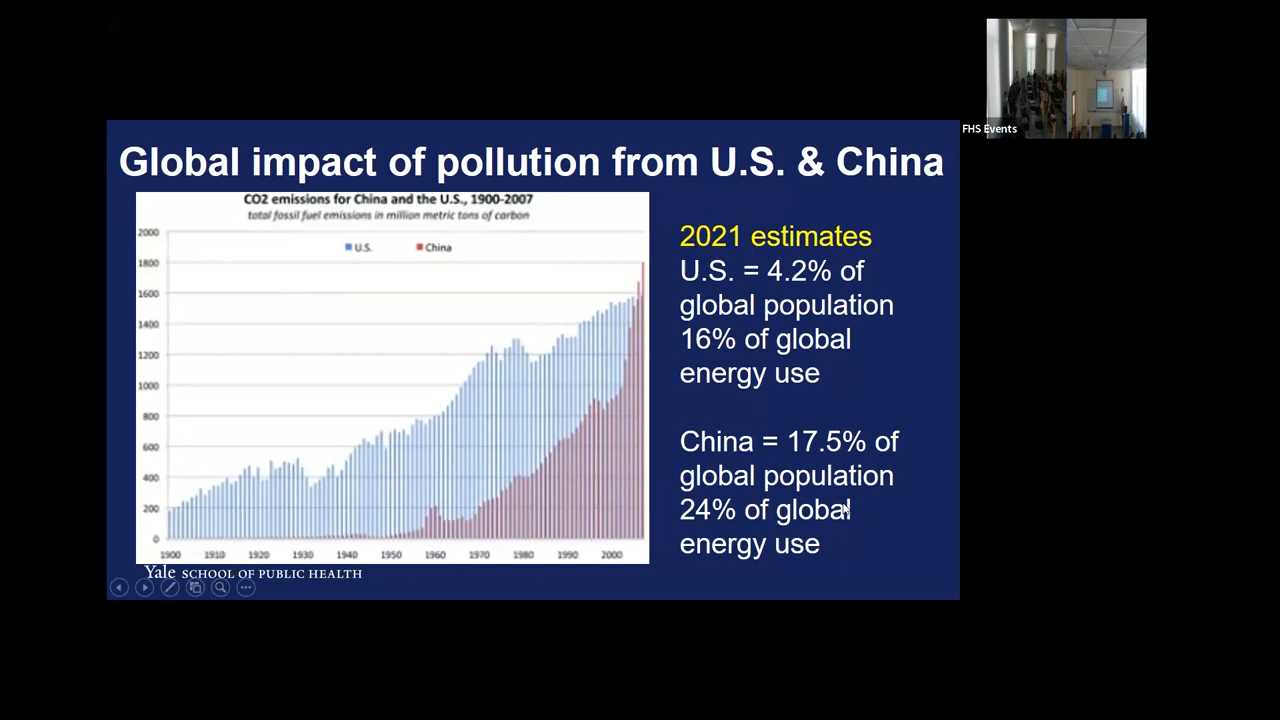 FHS Events
Global impact of pollution from U.S. & China
CO2 emissions for China and the U.S., 1900-2007
total fossil fuel emissions in million metric tons of carbon
U.S.
China
2000
1800
1600
1400
1200
1000
800
600
400
200
0
1900 1910 1920 1930 1940 1950 1960 1970 1980 1990 2000
2021 estimates
U.S. = 4.2% of
global population
16% of global
energy use
China = 17.5% of
global population
24% of global
energy use
Yale SCHOOL OF PUBLIC HEALTH